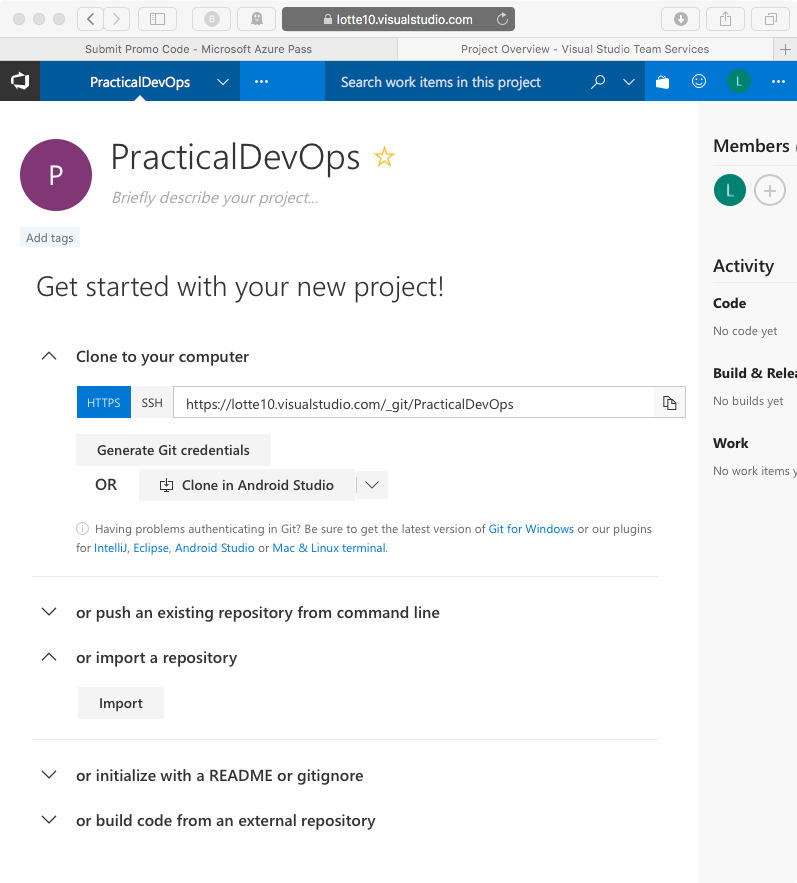 lotte10.visualstudio.com
Submit Promo Code - Microsoft Azure Pass
Project Overview - Visual Studio Team Services
PracticalDevOps
Search work items in this project
L
P
PracticalDevOps
Briefly describe your project...
Add tags
Get started with your new project!
Clone to your computer
HTTPS
SSH
https://lotte10.visualstudio.com/_git/PracticalDevOps
Generate Git credentials
OR
Clone in Android Studio
Having problems authenticating in Git? Be sure to get the latest version of Git for Windows or our plugins
for IntelliJ, Eclipse, Android Studio or Mac & Linux terminal.
or push an existing repository from command line
or import a repository
Import
or initialize with a README or gitignore
or build code from an external repository
Members (
L
Activity
Code
No code yet
Build & Relea
No builds yet
Work
No work items y